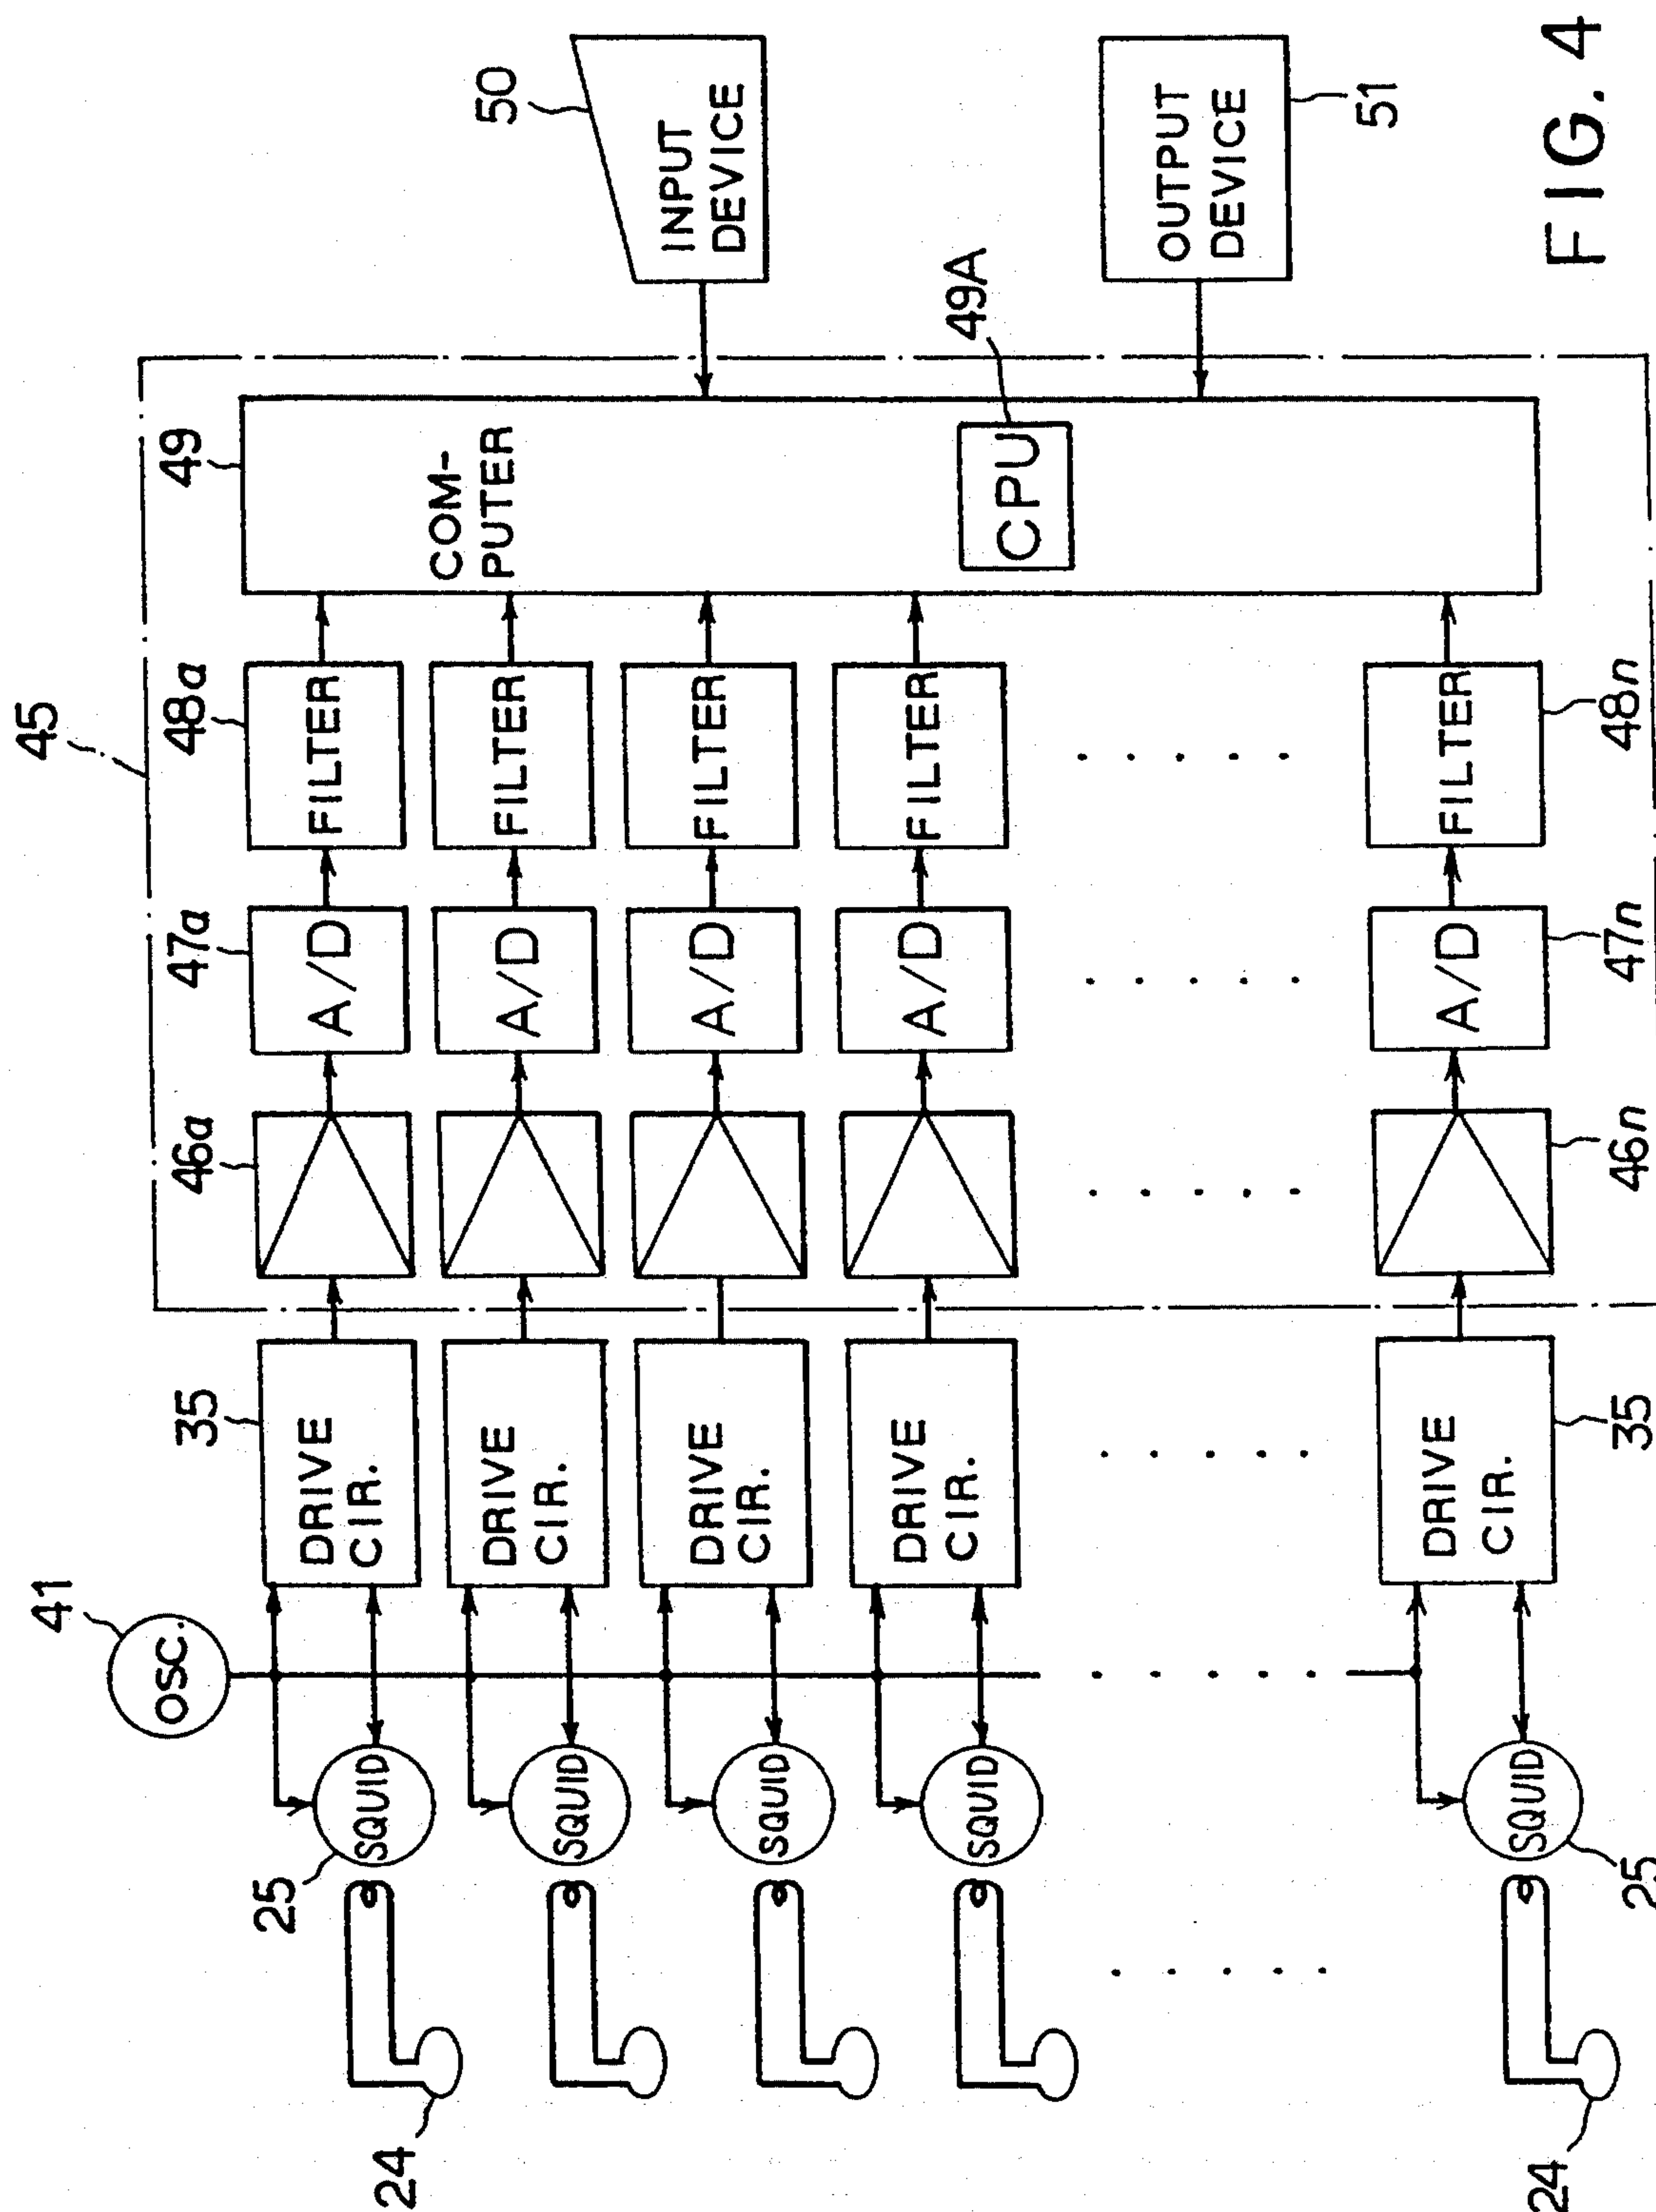 41
OSC.
24
25
SQUID
35
DRIVE
CIR.
46a
47a
A/D
48a
FILTER
45
SQUID
DRIVE
CIR.
A/D
FILTER
SQUID
DRIVE
CIR.
A/D
FILTER
SQUID
DRIVE
CIR.
A/D
FILTER
24
25
SQUID
35
DRIVE
CIR.
46n
47n
A/D
48n
FILTER
49
COM-
PUTER
49A
CPU
50
INPUT
DEVICE
51
OUTPUT
DEVICE
FIG. 4